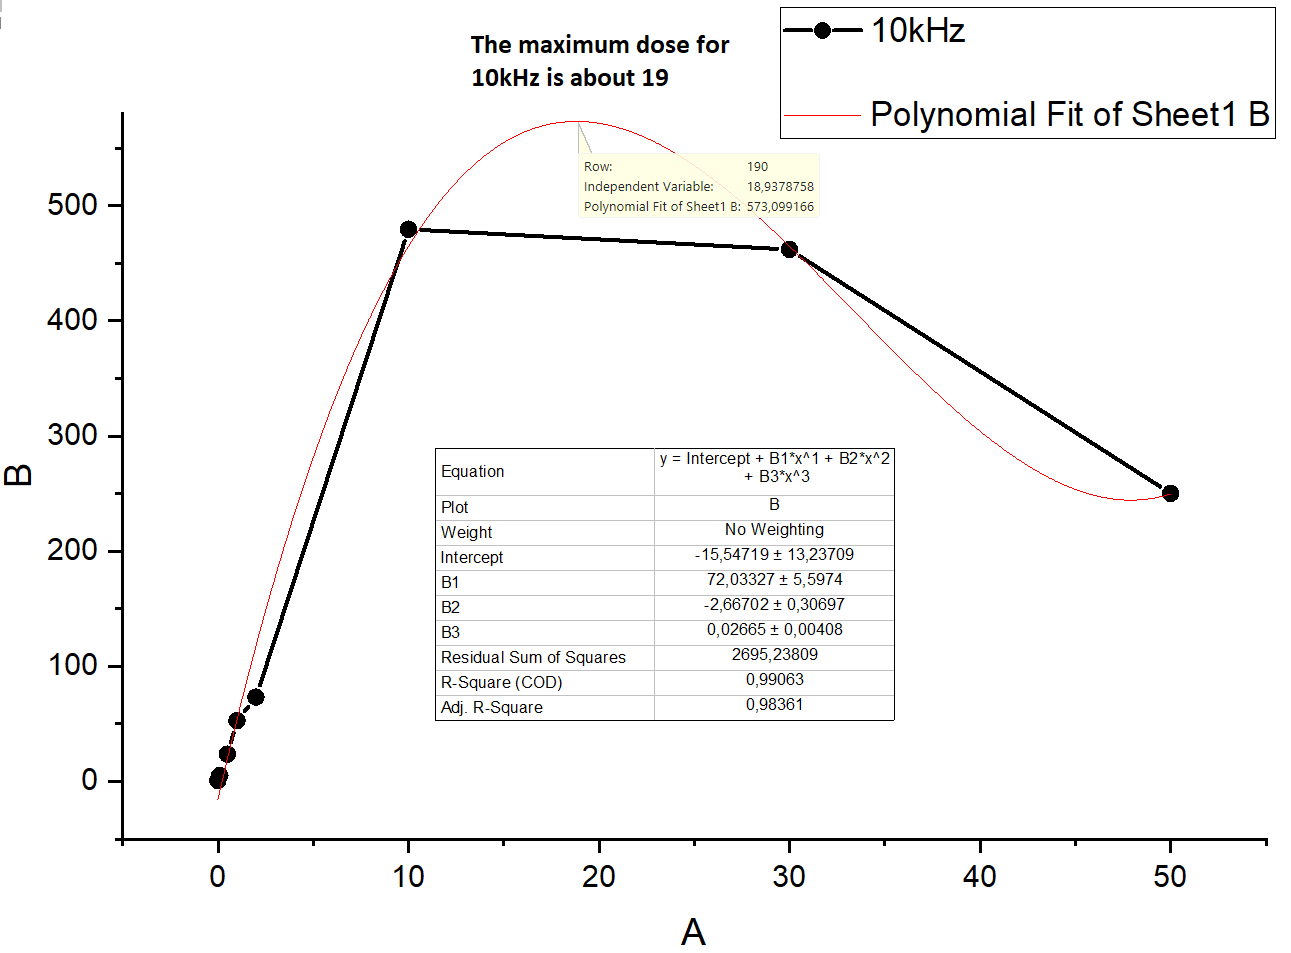 The maximum dose for
10kHz is about 19
10kHz
Polynomial Fit of Sheet1 B
Row: 190
Independent Variable: 18,9378758
Polynomial Fit of Sheet1 B: 573,099166
500
400
300
200
100
0
B
Equation y = Intercept + B1*x^1 + B2*x^2
+ B3*x^3
Plot B
Weight No Weighting
Intercept -15,54719 ± 13,23709
B1 72,03327 ± 5,5974
B2 -2,66702 ± 0,30697
B3 0,02665 ± 0,00408
Residual Sum of Squares 2695,23809
R-Square (COD) 0,99063
Adj. R-Square 0,98361
0 10 20 30 40 50
A